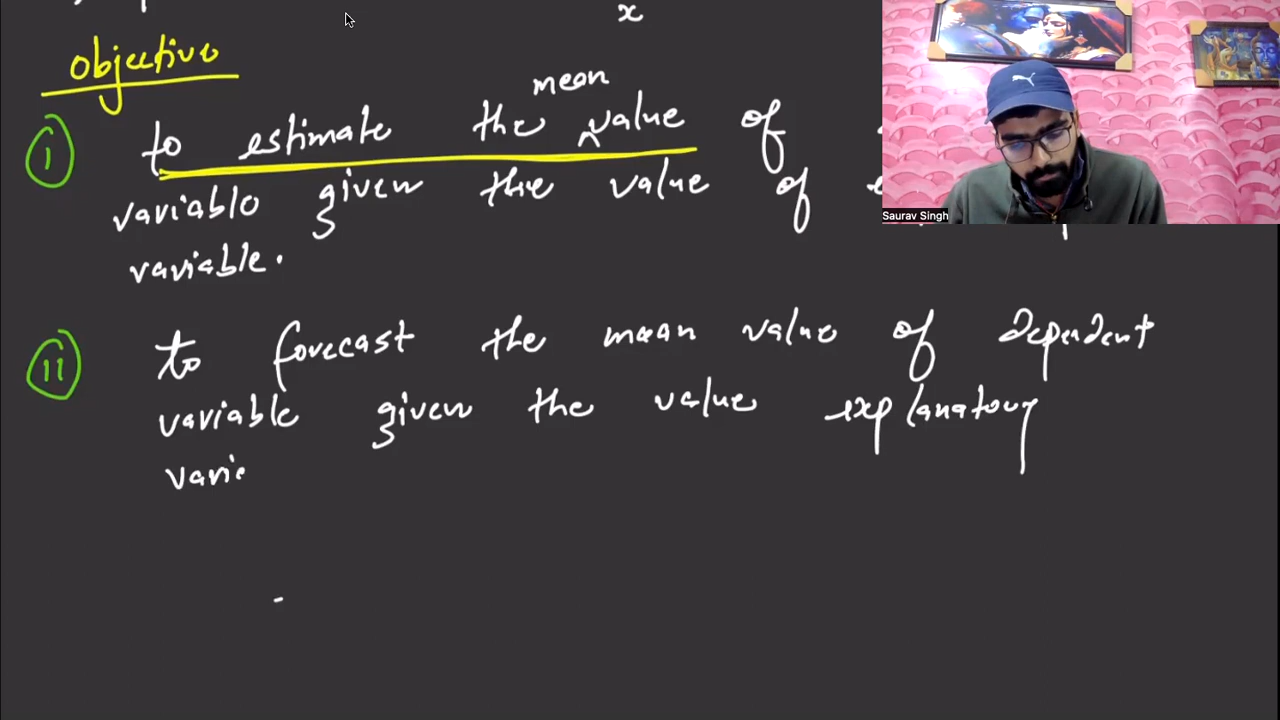 x
objective
mean
(i) to estimate the value of
variable given the value of
variable.
Saurav Singh
(ii) to forecast the mean value of dependent
variable given the value explanatory
varie